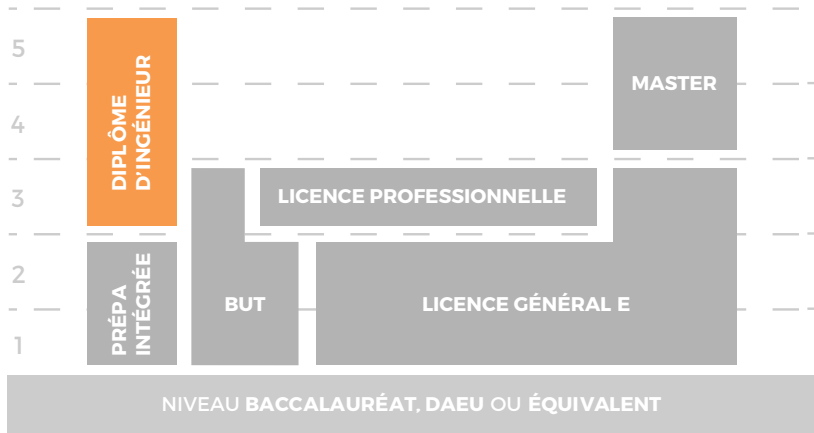 5
MASTER
4
DIPLÔME
D'INGÉNIEUR
3
LICENCE PROFESSIONNELLE
2
PRÉPA
INTÉGRÉE
BUT
LICENCE GÉNÉRAL E
1
NIVEAU BACCALAURÉAT, DAEU OU ÉQUIVALENT